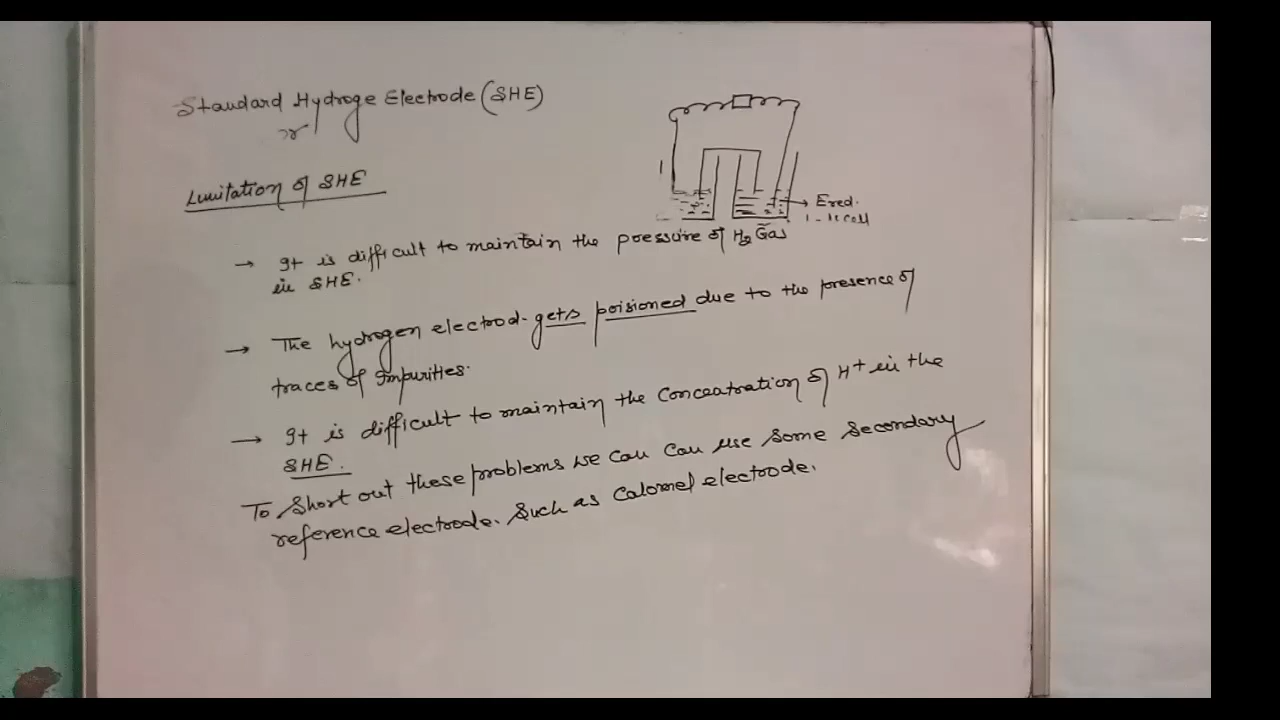 Standard Hydroge Electrode (SHE)
Limitation of SHE
Ered.
→ It is difficult to maintain the pressure of H2 Gas
in SHE.
→ The hydrogen electrod. gets poisioned due to the presence of
traces of Impurities.
→ It is difficult to maintain the Concentration of H+ in the
SHE.
To Short out these problems we can can use some secondary
reference electrode. Such as Calomel electrode.